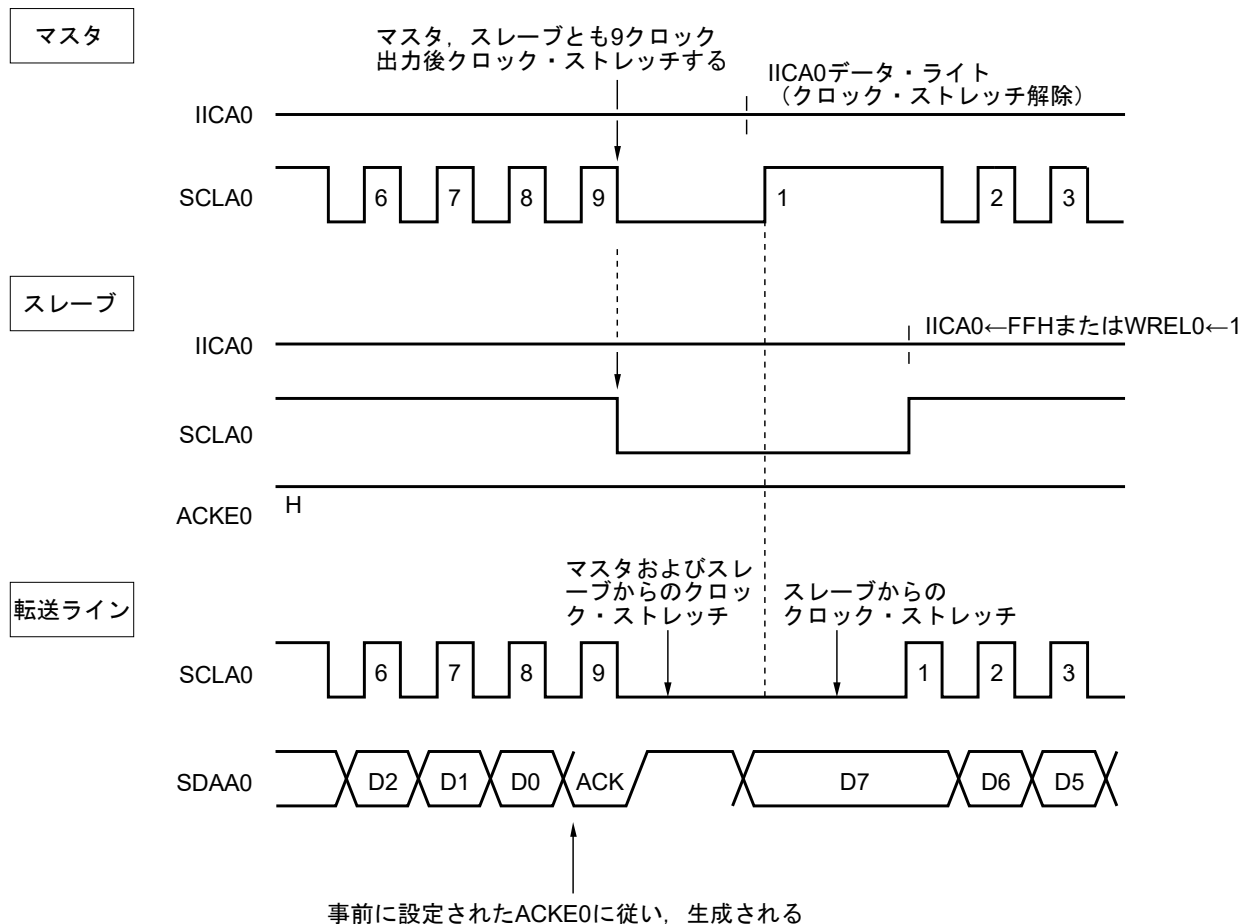 マスタ
マスタ，スレーブとも9クロック
出力後クロック・ストレッチする
IICA0データ・ライト
（クロック・ストレッチ解除）
IICA0
SCLA0
6 7 8 9 1 2 3
スレーブ
IICA0←FFHまたはWREL0←1
IICA0
SCLA0
ACKE0
H
転送ライン
マスタおよびスレ
ーブからのクロッ
ク・ストレッチ
スレーブからの
クロック・ストレッチ
SCLA0
6 7 8 9 1 2 3
SDAA0
D2 D1 D0 ACK D7 D6 D5
事前に設定されたACKE0に従い，生成される